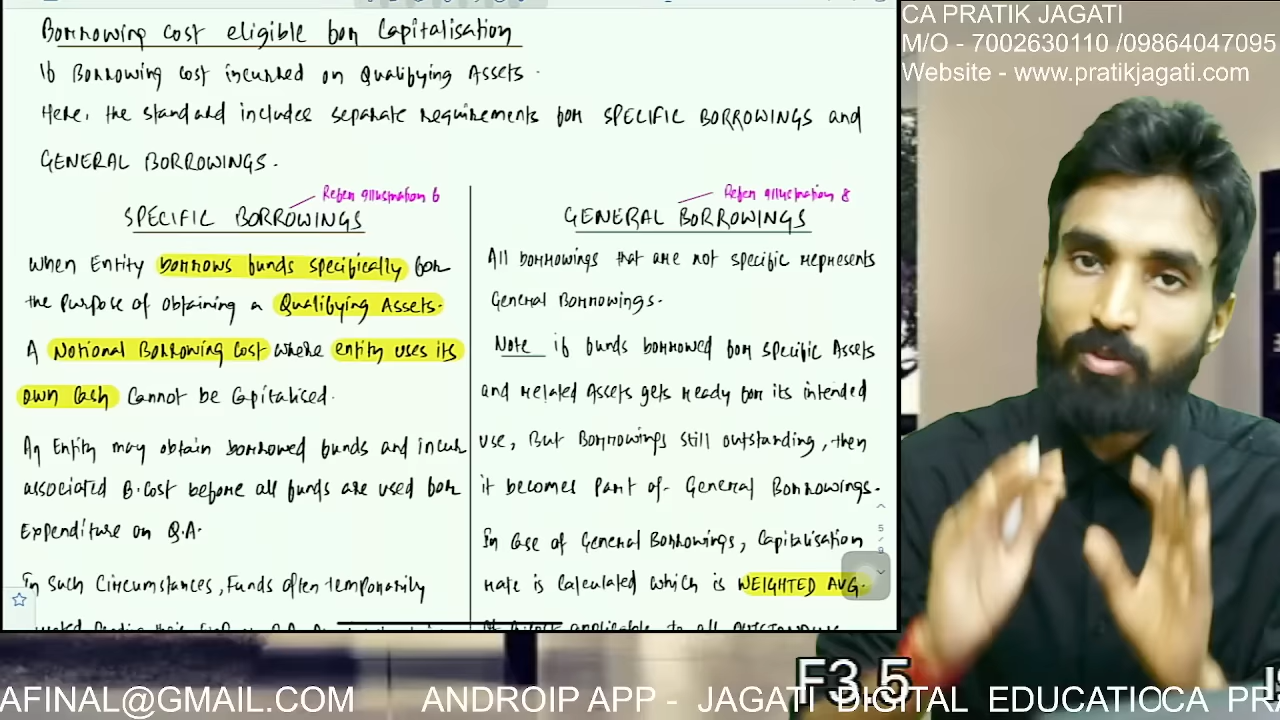 Borrowing Cost eligible for Capitalisation
If Borrowing Cost incurred on Qualifying Assets.
Here, the standard includes separate requirements for SPECIFIC BORROWINGS and
GENERAL BORROWINGS.
Refer illustration 6
SPECIFIC BORROWINGS
When Entity borrows funds specifically for
the Purpose of obtaining a Qualifying Assets.
A Notional Borrowing Cost where entity uses its
own Cash Cannot be Capitalised.
An Entity may obtain borrowed funds and incur
associated B.Cost before all funds are used for
Expenditure on Q.A.
In Such Circumstances, Funds often temporarily
Refer illustration 8
GENERAL BORROWINGS
All borrowings that are not specific represents
General Borrowings.
Note if funds borrowed for specific Assets
and related Assets gets ready for its intended
use, But Borrowings still outstanding, then
it becomes Part of General Borrowings.
In Case of General Borrowings, Capitalisation
rate is Calculated which is WEIGHTED AVG.
applicable to all
5
9
CA PRATIK JAGATI
M/O - 7002630110 /09864047095
Website - www.pratikjagati.com
F3.5
AFINAL@GMAIL.COM ANDROIP APP - JAGATI DIGITAL EDUCATIOCA PRA